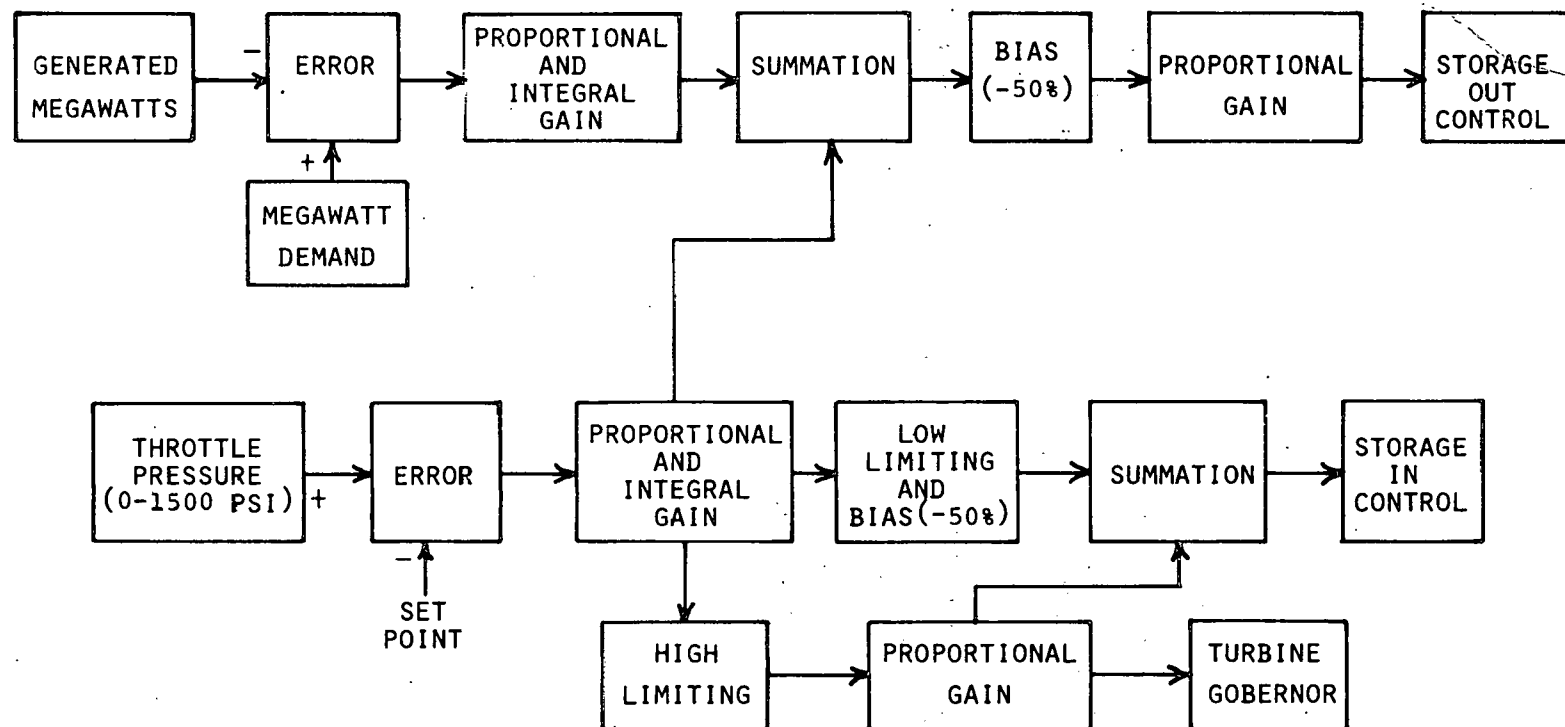 GENERATED
MEGAWATTS
-
ERROR
+
MEGAWATT
DEMAND
PROPORTIONAL
AND
INTEGRAL
GAIN
SUMMATION
BIAS
(-50%)
PROPORTIONAL
GAIN
STORAGE
OUT
CONTROL
THROTTLE
PRESSURE
(0-1500 PSI)
+
ERROR
-
SET
POINT
PROPORTIONAL
AND
INTEGRAL
GAIN
LOW
LIMITING
AND
BIAS(-50%)
SUMMATION
STORAGE
IN
CONTROL
HIGH
LIMITING
PROPORTIONAL
GAIN
TURBINE
GOBERNOR